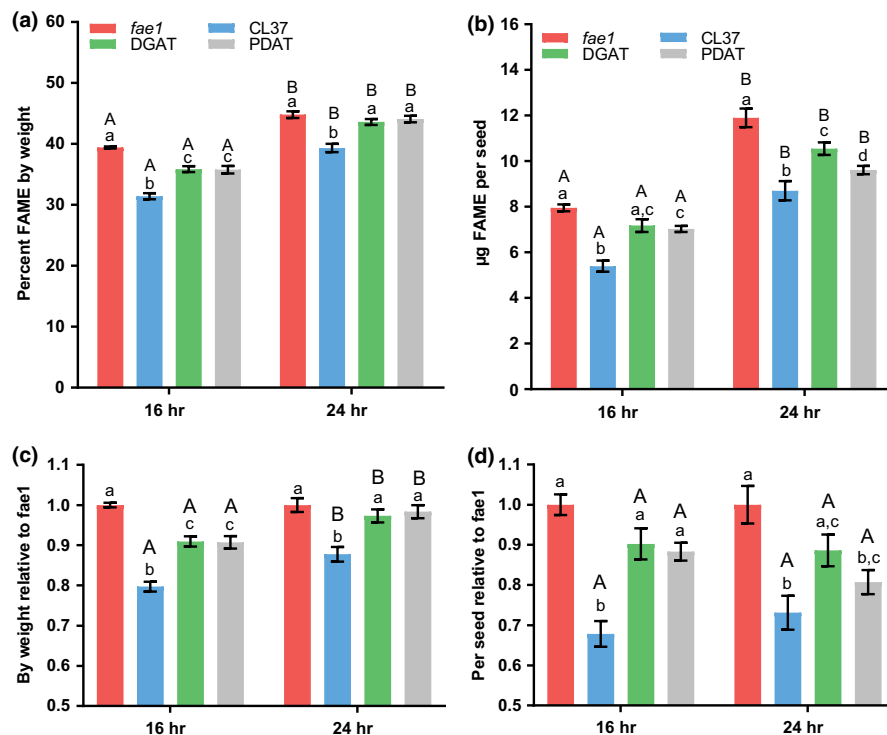 (a)
fae1
CL37
DGAT
PDAT
Percent FAME by weight
60
50
40
30
20
10
0
A
a
A
b
A
c
A
c
B
a
B
b
B
a
B
a
16 hr
24 hr
(b)
fae1
CL37
DGAT
PDAT
µg FAME per seed
16
14
12
10
8
6
4
2
0
A
a
A
b
A
a,c
A
c
B
a
B
b
B
c
B
d
16 hr
24 hr
(c)
By weight relative to fae1
1.1
1.0
0.9
0.8
0.7
0.6
0.5
a
A
b
A
c
A
c
a
B
b
B
a
B
a
16 hr
24 hr
(d)
Per seed relative to fae1
1.1
1.0
0.9
0.8
0.7
0.6
0.5
a
A
b
A
a
A
a
a
A
b
A
a,c
A
b,c
16 hr
24 hr